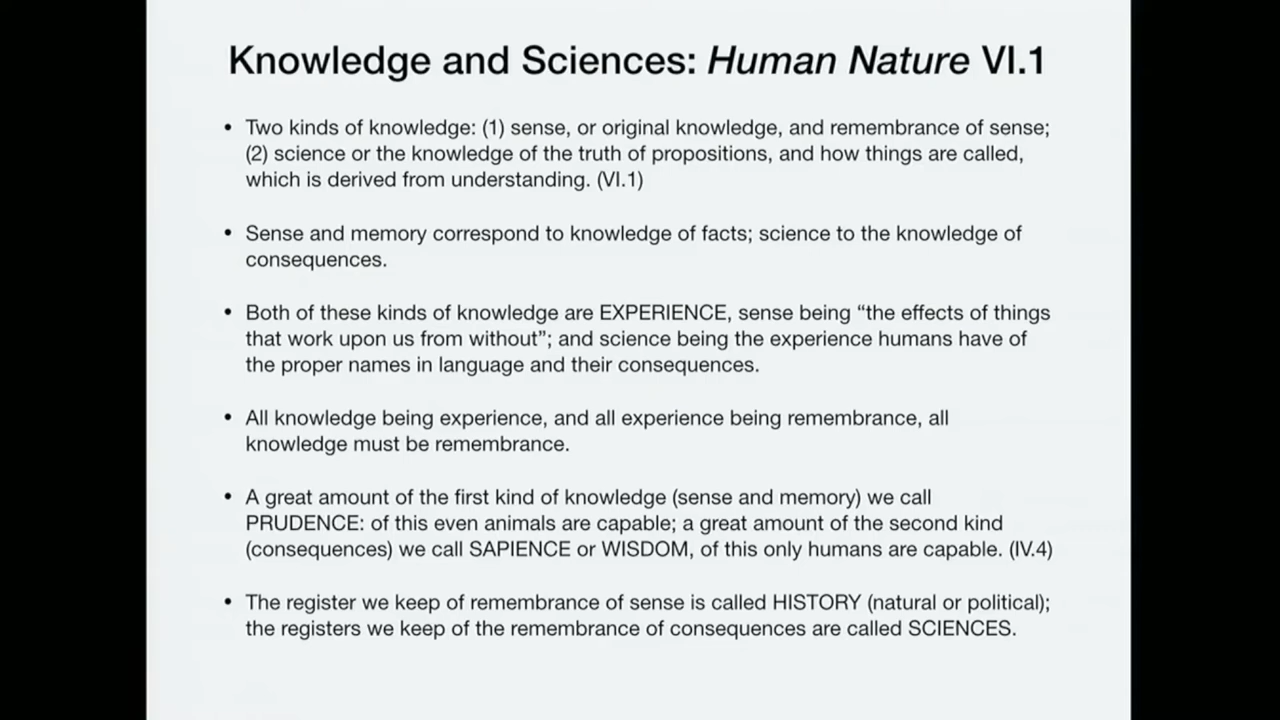 Knowledge and Sciences: Human Nature VI.1
• Two kinds of knowledge: (1) sense, or original knowledge, and remembrance of sense;
(2) science or the knowledge of the truth of propositions, and how things are called,
which is derived from understanding. (VI.1)
• Sense and memory correspond to knowledge of facts; science to the knowledge of
consequences.
• Both of these kinds of knowledge are EXPERIENCE, sense being “the effects of things
that work upon us from without”; and science being the experience humans have of
the proper names in language and their consequences.
• All knowledge being experience, and all experience being remembrance, all
knowledge must be remembrance.
• A great amount of the first kind of knowledge (sense and memory) we call
PRUDENCE: of this even animals are capable; a great amount of the second kind
(consequences) we call SAPIENCE or WISDOM, of this only humans are capable. (IV.4)
• The register we keep of remembrance of sense is called HISTORY (natural or political);
the registers we keep of the remembrance of consequences are called SCIENCES.